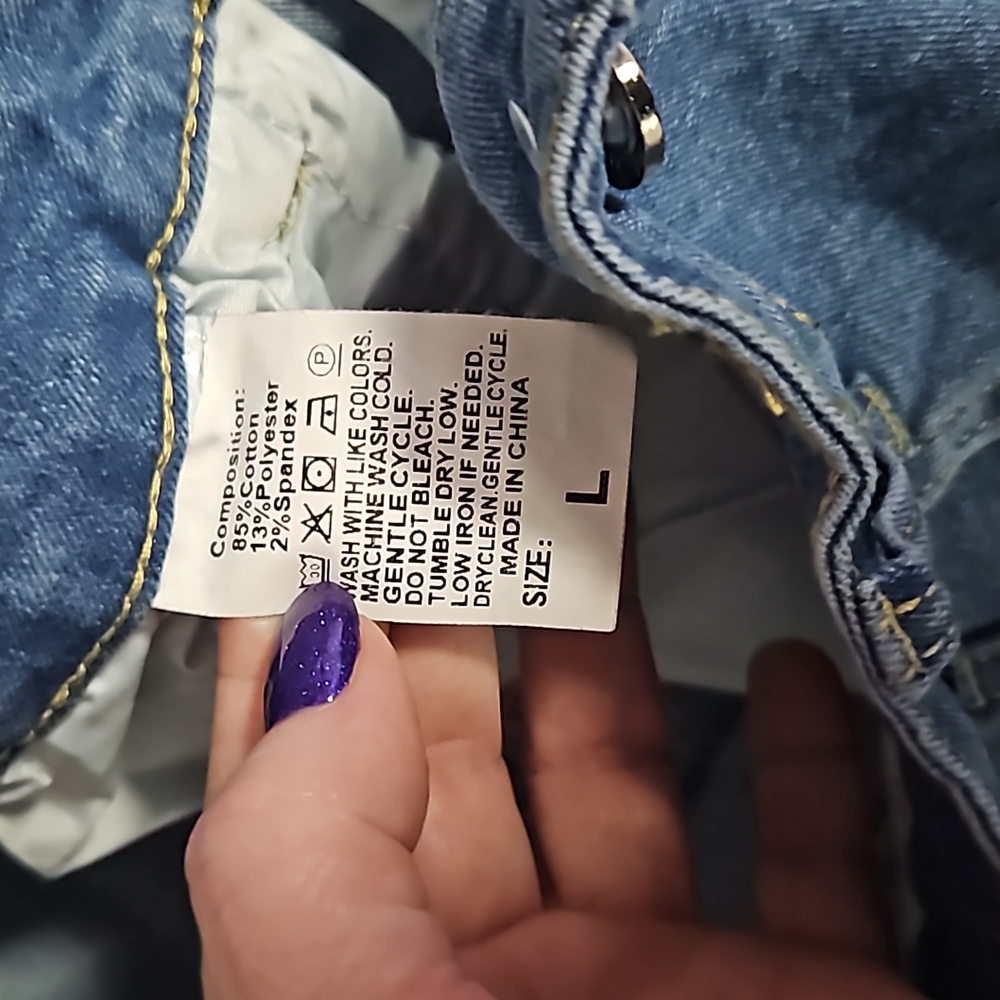 Composition:
85%Cotton
13%Polyester
2%Spandex
30 P
WASH WITH LIKE COLORS.
MACHINE WASH COLD.
GENTLE CYCLE.
DO NOT BLEACH.
TUMBLE DRY LOW.
LOW IRON IF NEEDED.
DRYCLEAN.GENTLE CYCLE.
MADE IN CHINA
SIZE: L